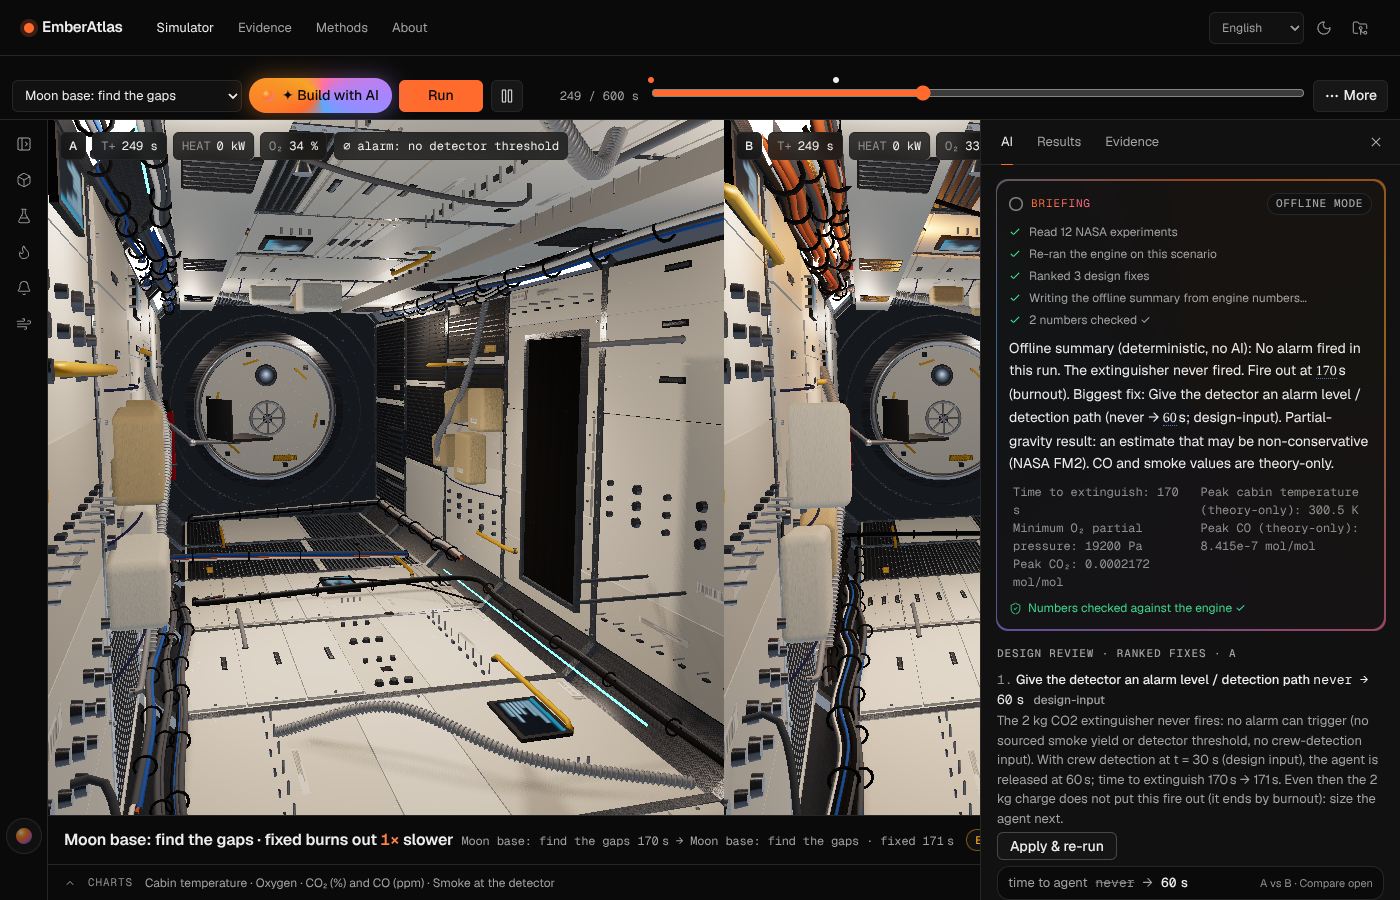 EmberAtlas
Simulator
Evidence
Methods
About
English
Moon base: find the gaps
✦ Build with AI
Run
249 / 600 s
··· More
A
T+ 249 s
HEAT 0 kW
O₂ 34 %
⌀ alarm: no detector threshold
B
T+ 249 s
HEAT 0 kW
O₂ 33
AI
Results
Evidence
BRIEFING
OFFLINE MODE
✓ Read 12 NASA experiments
✓ Re-ran the engine on this scenario
✓ Ranked 3 design fixes
✓ Writing the offline summary from engine numbers…
✓ 2 numbers checked ✓
Offline summary (deterministic, no AI): No alarm fired in
this run. The extinguisher never fired. Fire out at 170 s
(burnout). Biggest fix: Give the detector an alarm level /
detection path (never → 60 s; design-input). Partial-
gravity result: an estimate that may be non-conservative
(NASA FM2). CO and smoke values are theory-only.
Time to extinguish: 170
s
Minimum O₂ partial
pressure: 19200 Pa
Peak CO₂: 0.0002172
mol/mol
Peak cabin temperature
(theory-only): 300.5 K
Peak CO (theory-only):
8.415e-7 mol/mol
Numbers checked against the engine ✓
DESIGN REVIEW · RANKED FIXES · A
1. Give the detector an alarm level / detection path never →
60 s design-input
The 2 kg CO2 extinguisher never fires: no alarm can trigger (no
sourced smoke yield or detector threshold, no crew-detection
input). With crew detection at t = 30 s (design input), the agent is
released at 60 s; time to extinguish 170 s → 171 s. Even then the 2
kg charge does not put this fire out (it ends by burnout): size the
agent next.
Apply & re-run
time to agent never → 60 s
A vs B · Compare open
Moon base: find the gaps · fixed burns out 1× slower
Moon base: find the gaps 170 s → Moon base: find the gaps · fixed 171 s
CHARTS
Cabin temperature · Oxygen · CO₂ (%) and CO (ppm) · Smoke at the detector